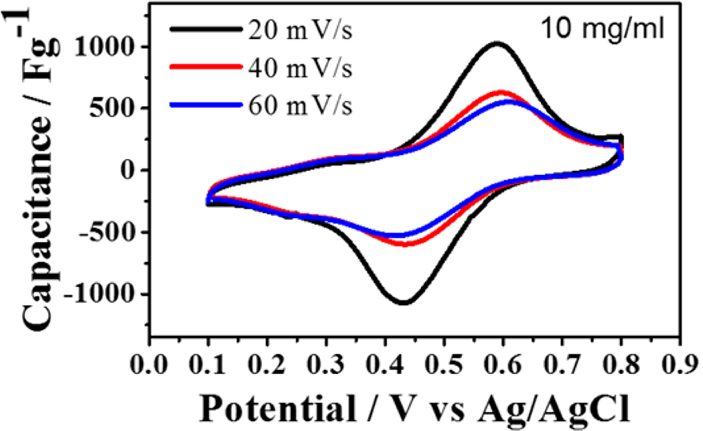 20 mV/s
40 mV/s
60 mV/s
10 mg/ml
Capacitance / Fg-1
1000
500
0
-500
-1000
0.0 0.1 0.2 0.3 0.4 0.5 0.6 0.7 0.8 0.9
Potential / V vs Ag/AgCl